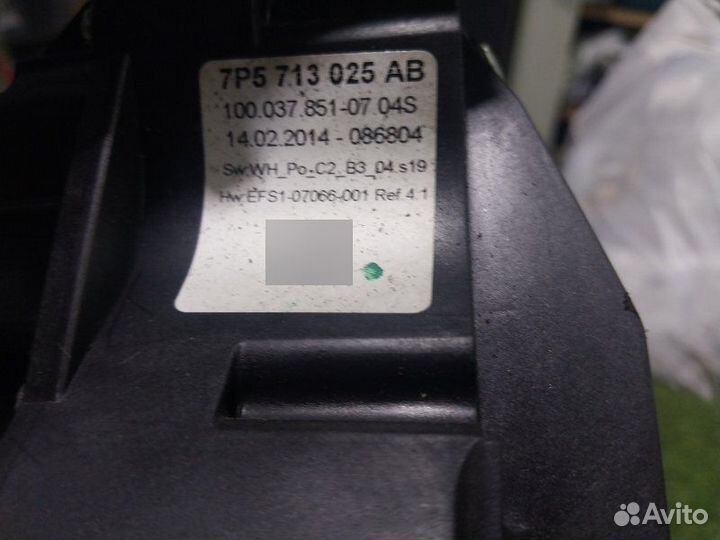 7P5 713 025 AB
100.037.851-07 04S
14.02.2014 - 086804
Sw:WH_Po_C2_B3_04.s19
Hw:EFS1-07066-001 Ref 4.1
Avito